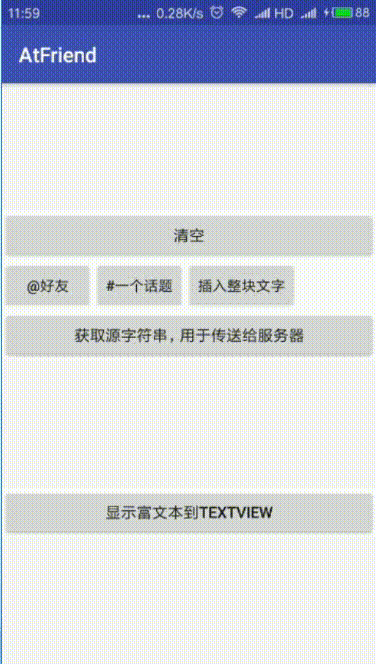 11:59 ... 0.28K/s HD 88
AtFriend
清空
@好友 #一个话题 插入整块文字
获取源字符串，用于传送给服务器
显示富文本到TEXTVIEW